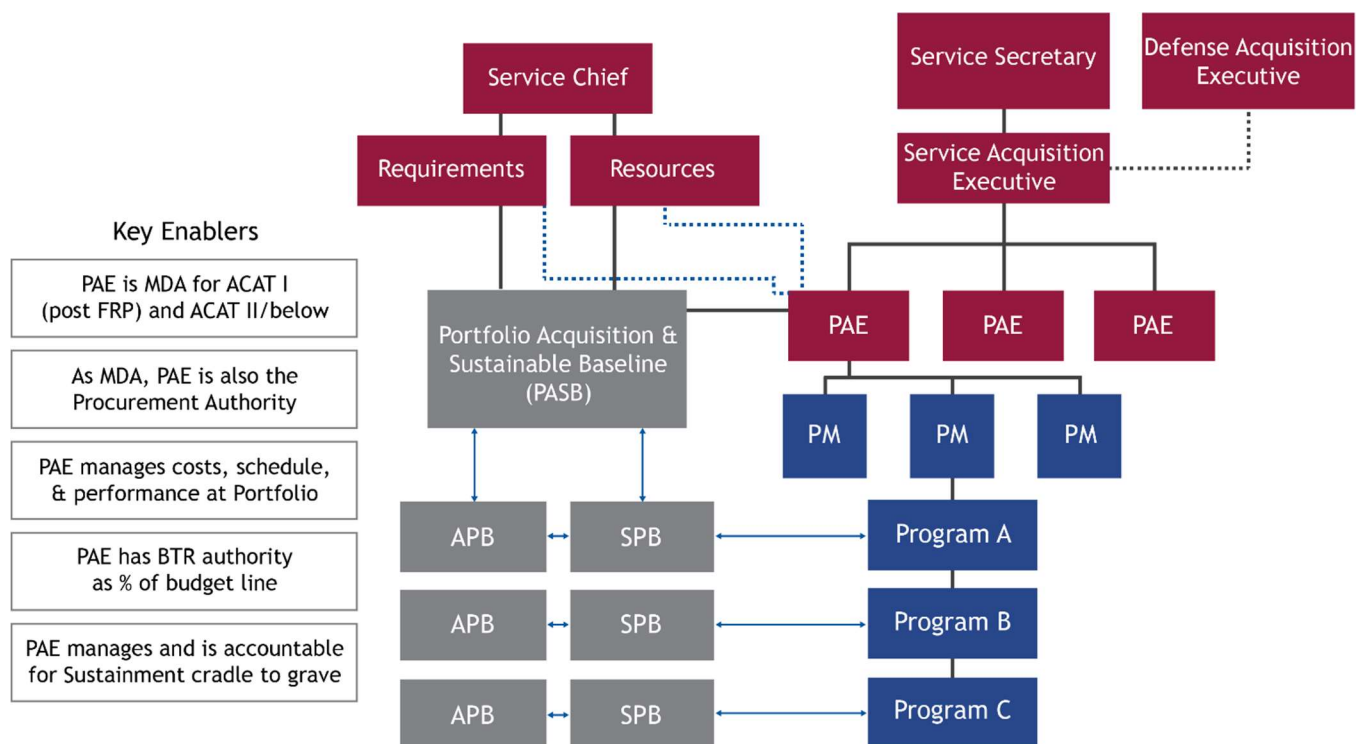 Service Chief
Service Secretary
Defense Acquisition
Executive
Requirements
Resources
Service Acquisition
Executive
Key Enablers
PAE is MDA for ACAT I
(post FRP) and ACAT II/below
As MDA, PAE is also the
Procurement Authority
PAE manages costs, schedule,
& performance at Portfolio
PAE has BTR authority
as % of budget line
PAE manages and is accountable
for Sustainment cradle to grave
Portfolio Acquisition &
Sustainable Baseline
(PASB)
PAE
PAE
PAE
PM
PM
PM
APB
SPB
Program A
APB
SPB
Program B
APB
SPB
Program C